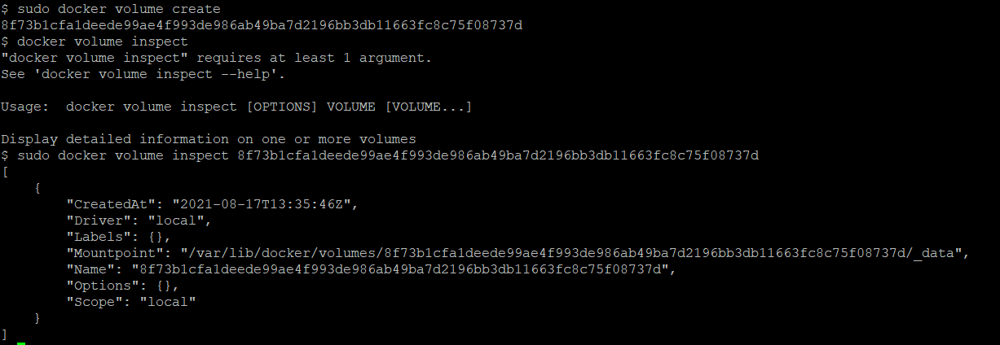 $ sudo docker volume create
8f73b1cfa1deede99ae4f993de986ab49ba7d2196bb3db11663fc8c75f08737d
$ docker volume inspect
"docker volume inspect" requires at least 1 argument.
See 'docker volume inspect --help'.

Usage:  docker volume inspect [OPTIONS] VOLUME [VOLUME...]

Display detailed information on one or more volumes
$ sudo docker volume inspect 8f73b1cfa1deede99ae4f993de986ab49ba7d2196bb3db11663fc8c75f08737d
[
    {
        "CreatedAt": "2021-08-17T13:35:46Z",
        "Driver": "local",
        "Labels": {},
        "Mountpoint": "/var/lib/docker/volumes/8f73b1cfa1deede99ae4f993de986ab49ba7d2196bb3db11663fc8c75f08737d/_data",
        "Name": "8f73b1cfa1deede99ae4f993de986ab49ba7d2196bb3db11663fc8c75f08737d",
        "Options": {},
        "Scope": "local"
    }
]